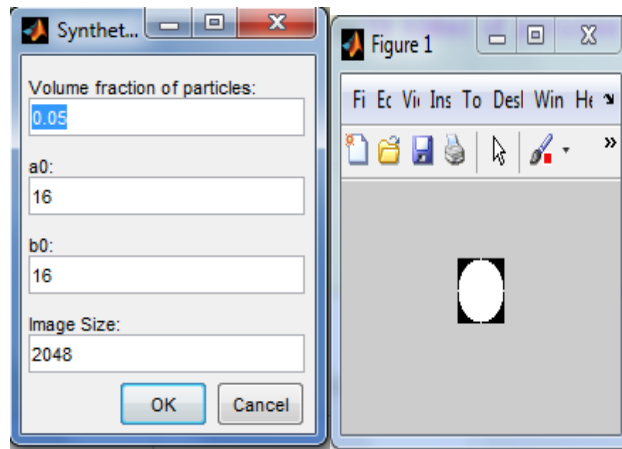 Synthet...
Volume fraction of particles:
0.05
a0:
16
b0:
16
Image Size:
2048
OK Cancel
Figure 1
Fi Ec Vi Ins To Desl Win He